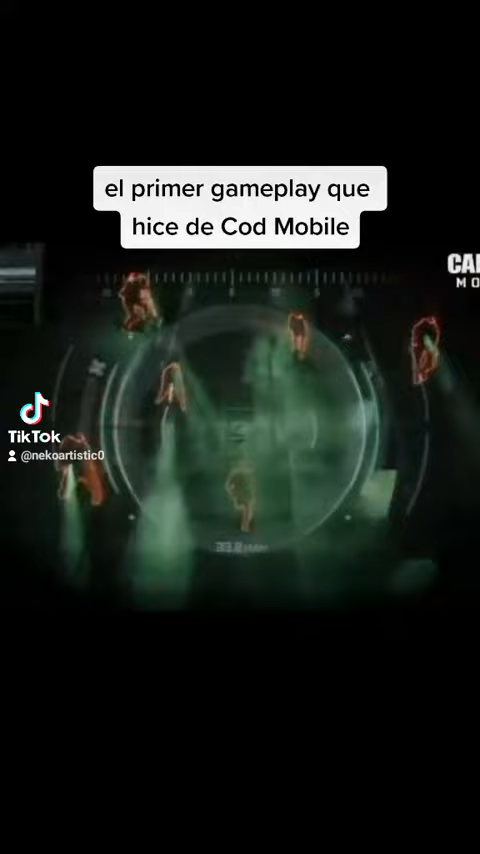 el primer gameplay que
hice de Cod Mobile
TikTok
@nekoartistic0